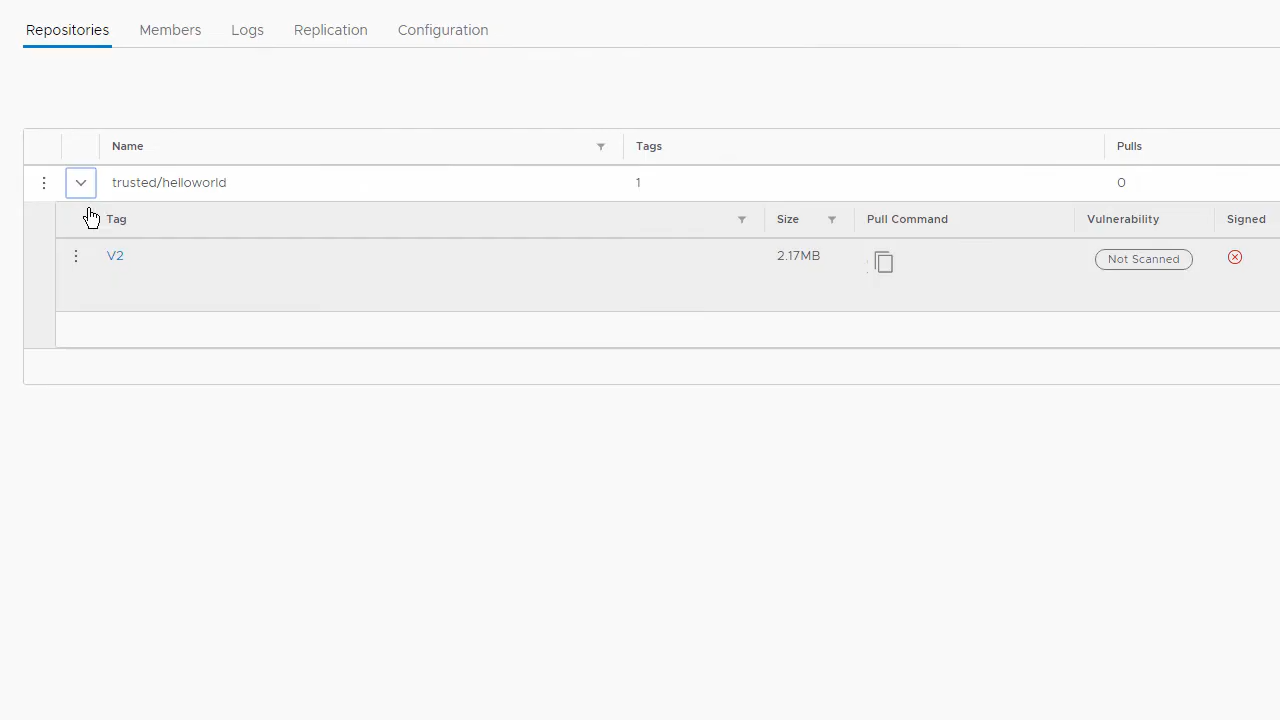 Repositories Members Logs Replication Configuration
Name Tags Pulls
trusted/helloworld 1 0
Tag Size Pull Command Vulnerability Signed
V2 2.17MB Not Scanned